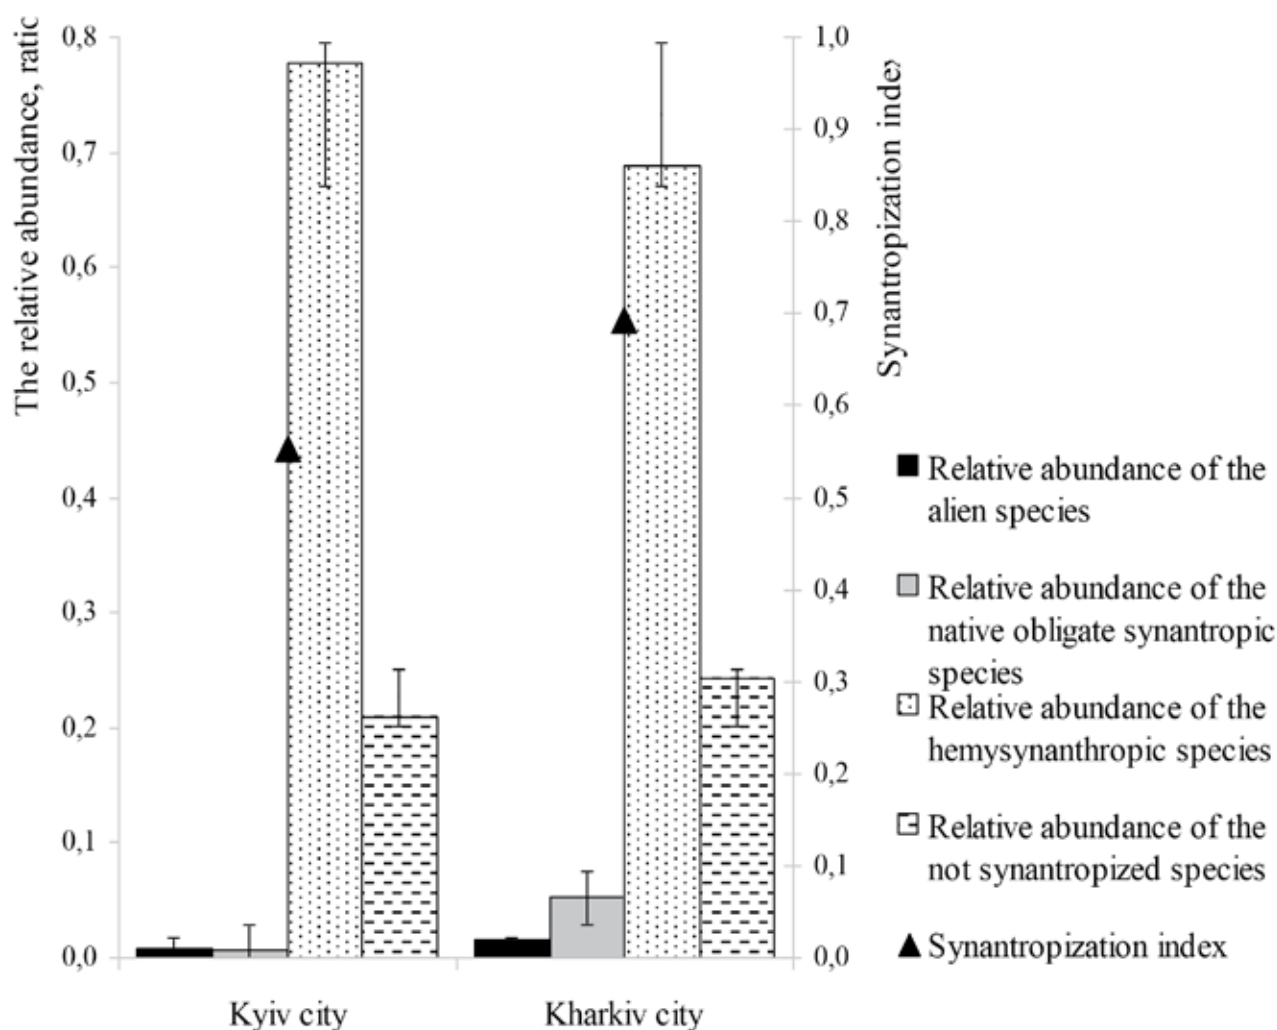 The relative abundance, ratio
0,8
0,7
0,6
0,5
0,4
0,3
0,2
0,1
0,0
Kyiv city
Kharkiv city
1,0
0,9
0,8
0,7
0,6
0,5
0,4
0,3
0,2
0,1
0,0
Synantropization index
Relative abundance of the
alien species
Relative abundance of the
native obligate synantropic
species
Relative abundance of the
hemysynanthropic species
Relative abundance of the
not synantropized species
Synantropization index